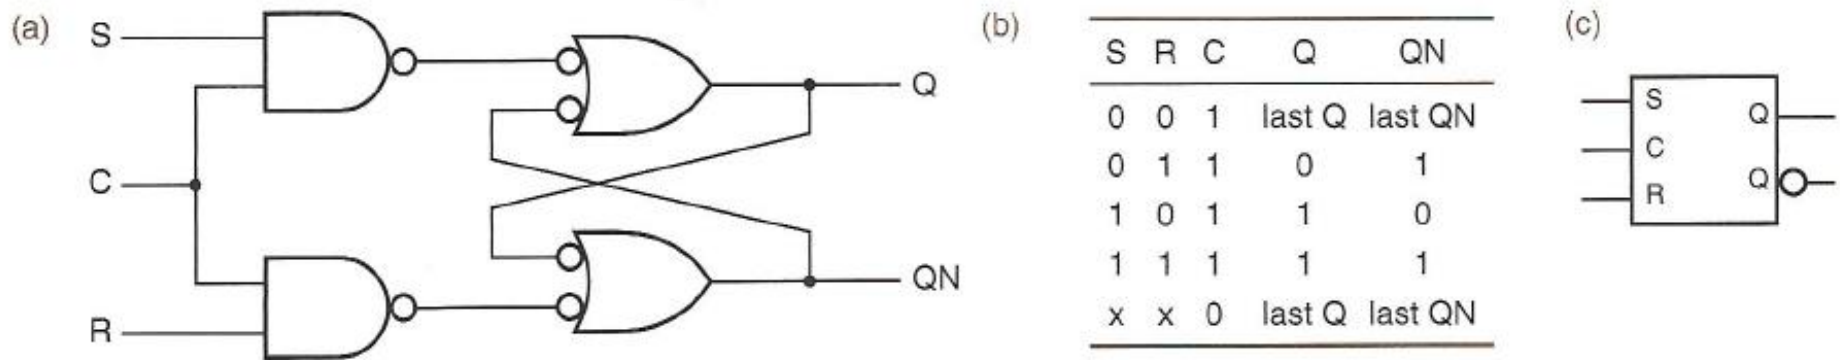 (a)
S
C
R
Q
QN
(b)
S R C Q QN
0 0 1 last Q last QN
0 1 1 0 1
1 0 1 1 0
1 1 1 1 1
x x 0 last Q last QN
(c)
S
C
R
Q
Q